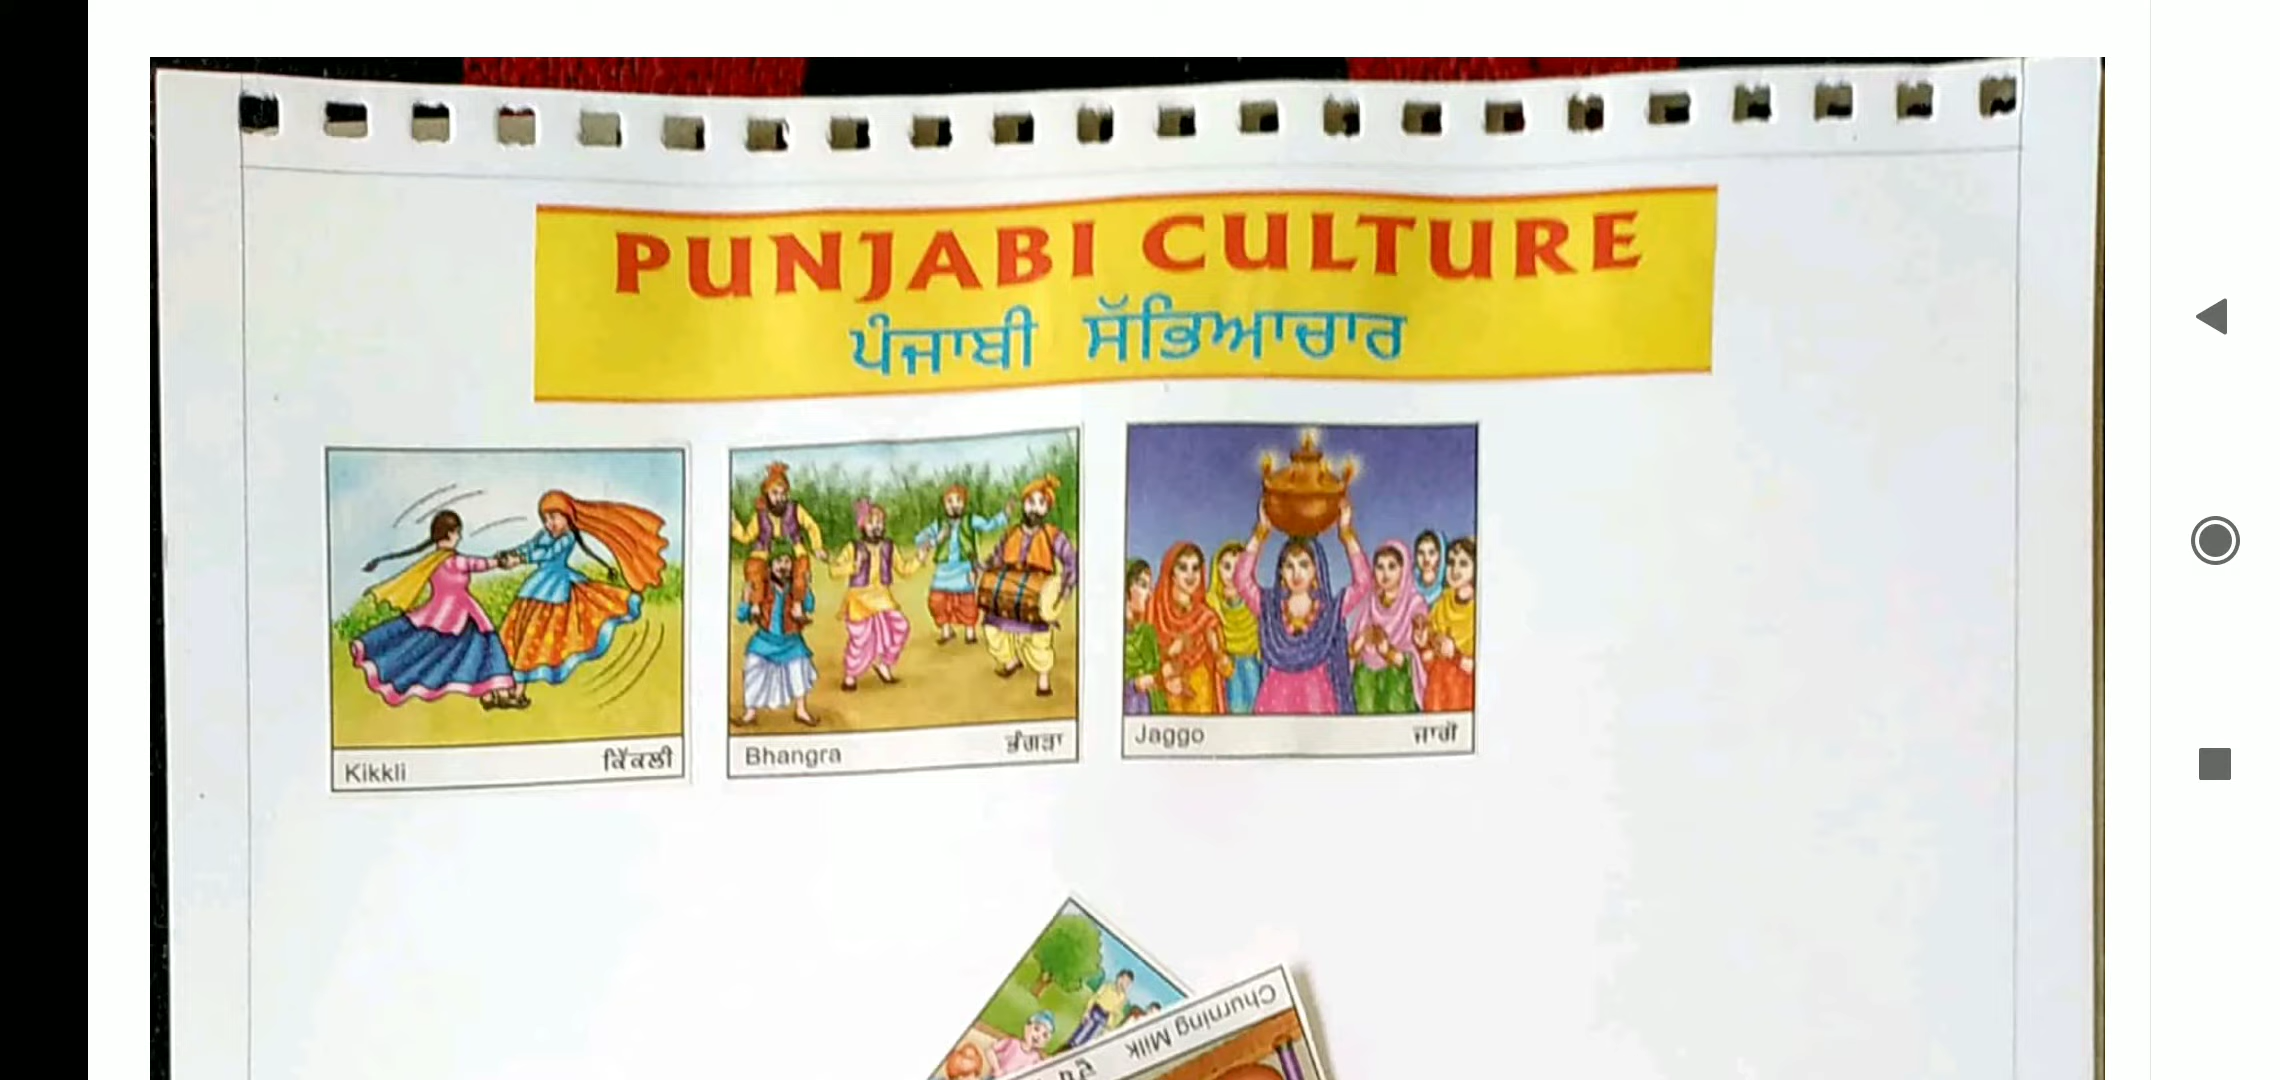 PUNJABI CULTURE
ਪੰਜਾਬੀ ਸੱਭਿਆਚਾਰ
Kikkli ਕਿੱਕਲੀ
Bhangra ਭੰਗੜਾ
Jaggo ਜਾਗੋ
Churning Milk